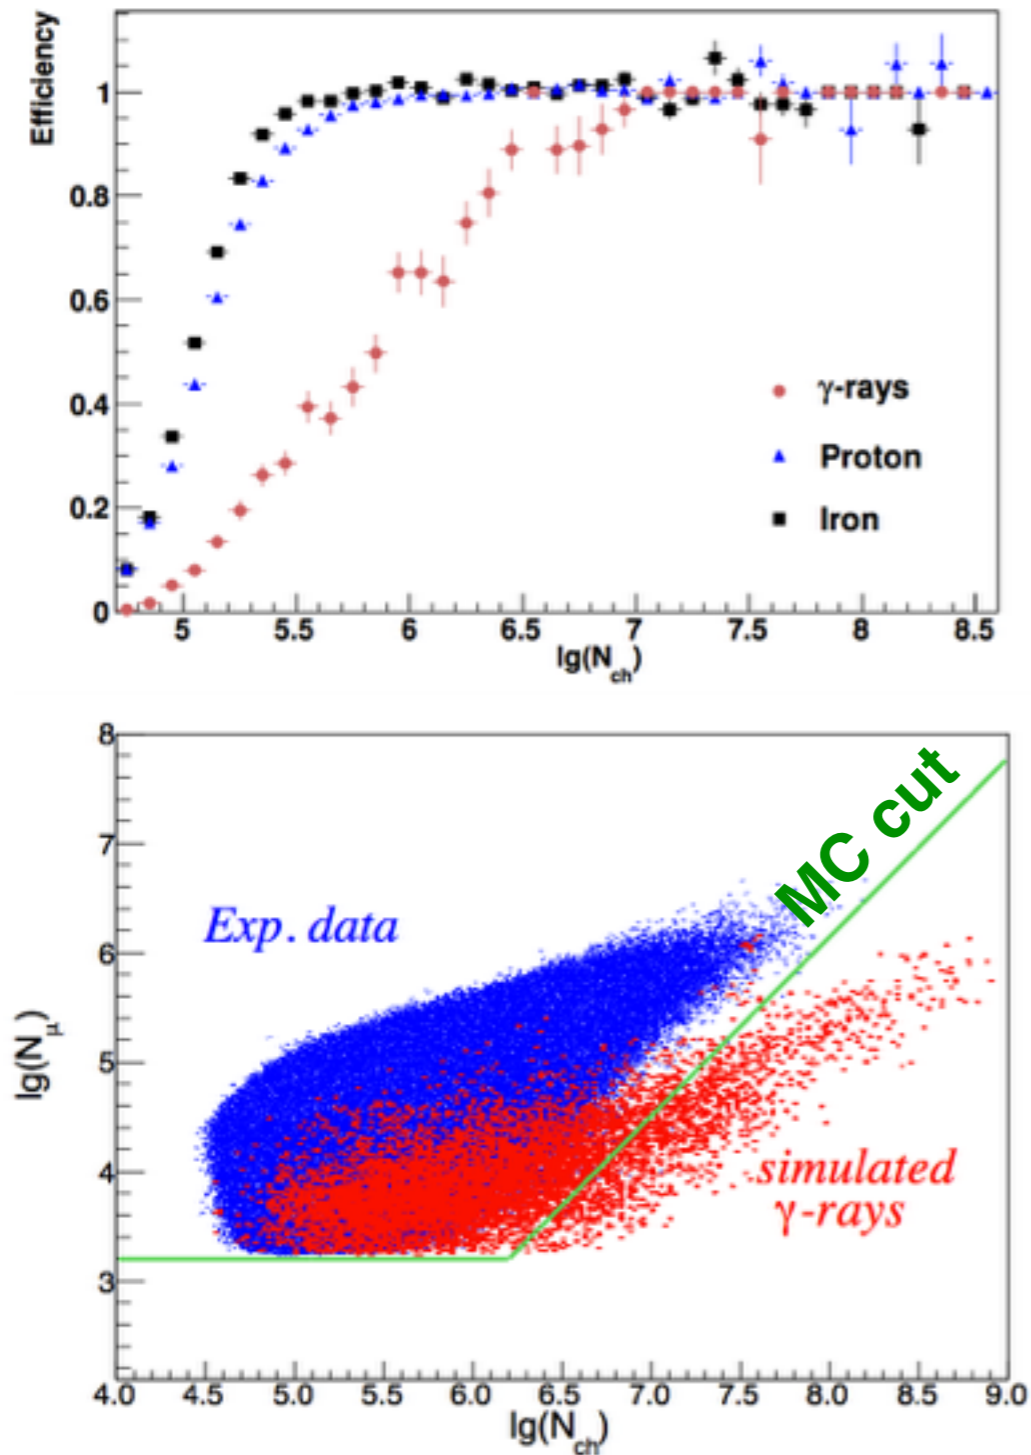 Efficiency
1
0.8
0.6
0.4
0.2
0
γ-rays
Proton
Iron
5 5.5 6 6.5 7 7.5 8 8.5
lg(N_ch)
8
7
6
5
4
3
lg(N_μ)
MC cut
Exp. data
simulated
γ-rays
4.0 4.5 5.0 5.5 6.0 6.5 7.0 7.5 8.0 8.5 9.0
lg(N_ch)